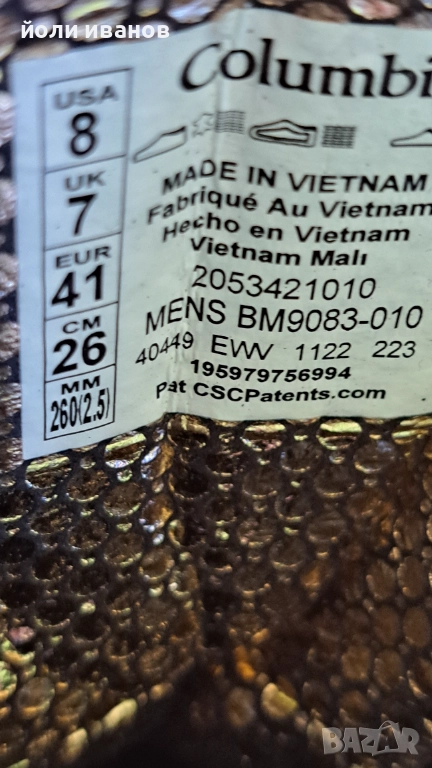 йоли иванов
Columbi
USA
8
UK
7
EUR
41
CM
26
MM
260(2.5)
MADE IN VIETNAM
Fabriqué Au Vietnam
Hecho en Vietnam
Vietnam Malı
2053421010
MENS BM9083-010
40449 EVW 1122 223
195979756994
Pat CSCPatents.com
BAZAR